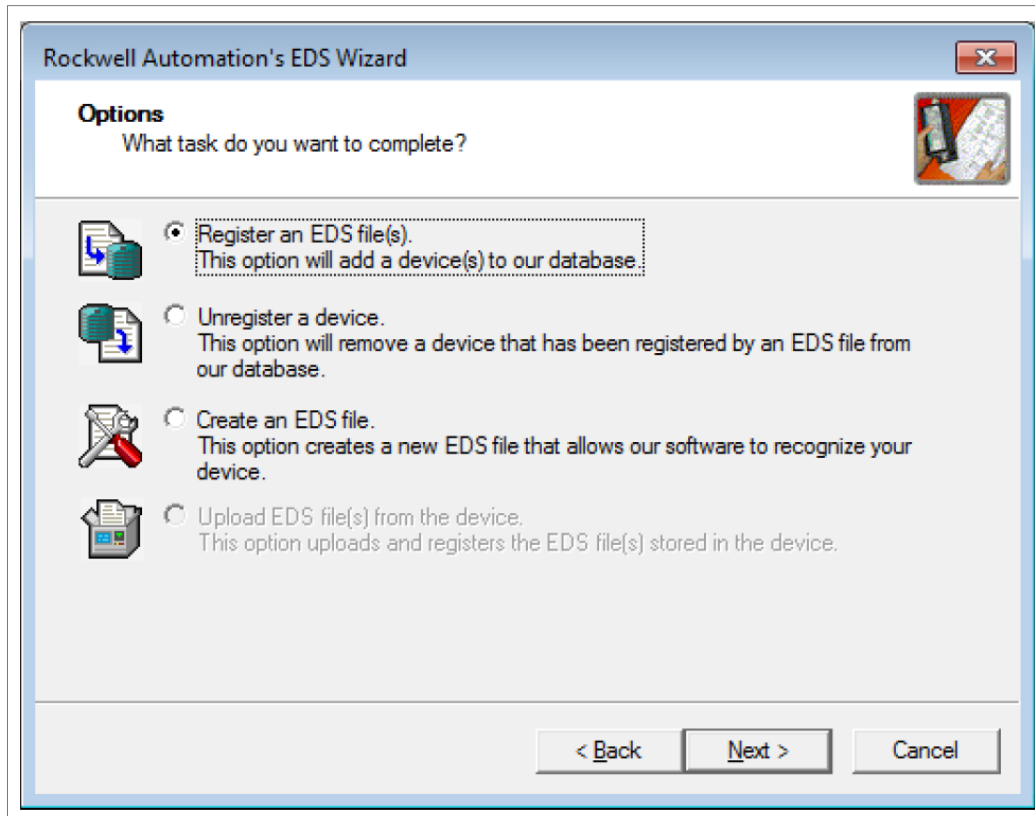 Rockwell Automation's EDS Wizard
Options
What task do you want to complete?
Register an EDS file(s).
This option will add a device(s) to our database.
Unregister a device.
This option will remove a device that has been registered by an EDS file from
our database.
Create an EDS file.
This option creates a new EDS file that allows our software to recognize your
device.
Upload EDS file(s) from the device.
This option uploads and registers the EDS file(s) stored in the device.
< Back
Next >
Cancel